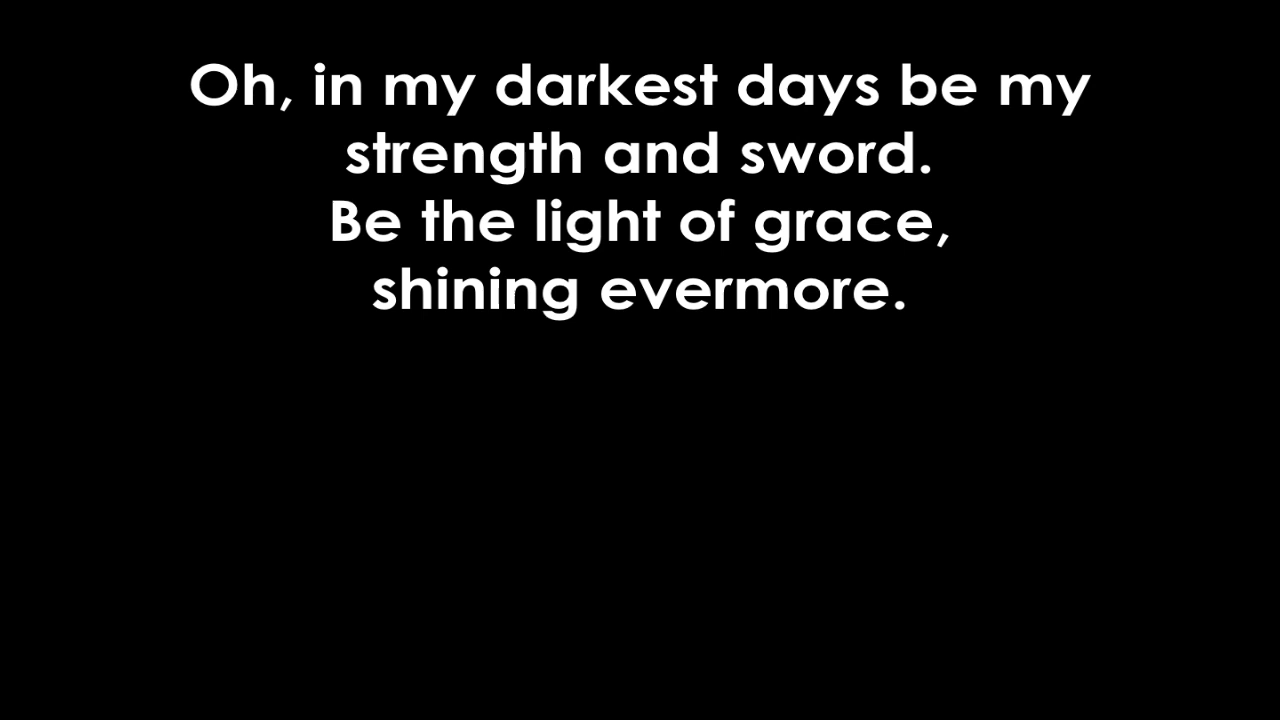 Oh, in my darkest days be my
strength and sword.
Be the light of grace,
shining evermore.